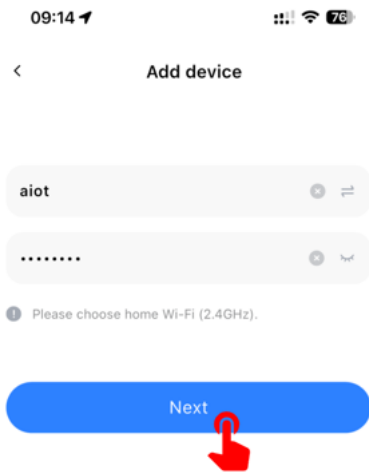 09:14
76
Add device
aiot
••••••••
Please choose home Wi-Fi (2.4GHz).
Next